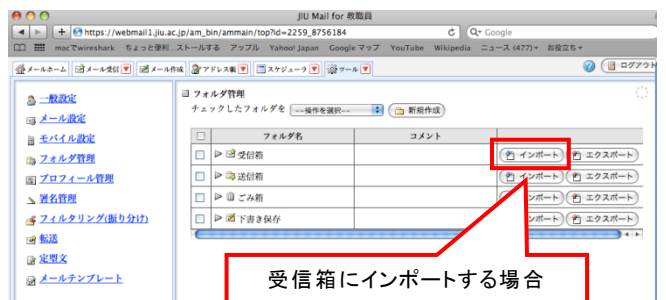 JIU Mail for 教職員
https://webmail1.jiu.ac.jp/am_bin/ammain/top?id=2259_8756184
Google
macでwireshark ちょっと便利...ストールする アップル Yahoo! Japan Google マップ YouTube Wikipedia ニュース (477) お役立ち
メールホーム メール受信 メール作成 アドレス帳 スケジューラ ツール ログアウト
一般設定
メール設定
モバイル設定
フォルダ管理
プロフィール管理
署名管理
フィルタリング(振り分け)
転送
定型文
メールテンプレート
フォルダ管理
チェックしたフォルダを --操作を選択-- 新規作成
フォルダ名 コメント
受信箱 インポート エクスポート
送信箱 インポート エクスポート
ごみ箱 ンポート エクスポート
下書き保存 ンポート エクスポート
受信箱にインポートする場合